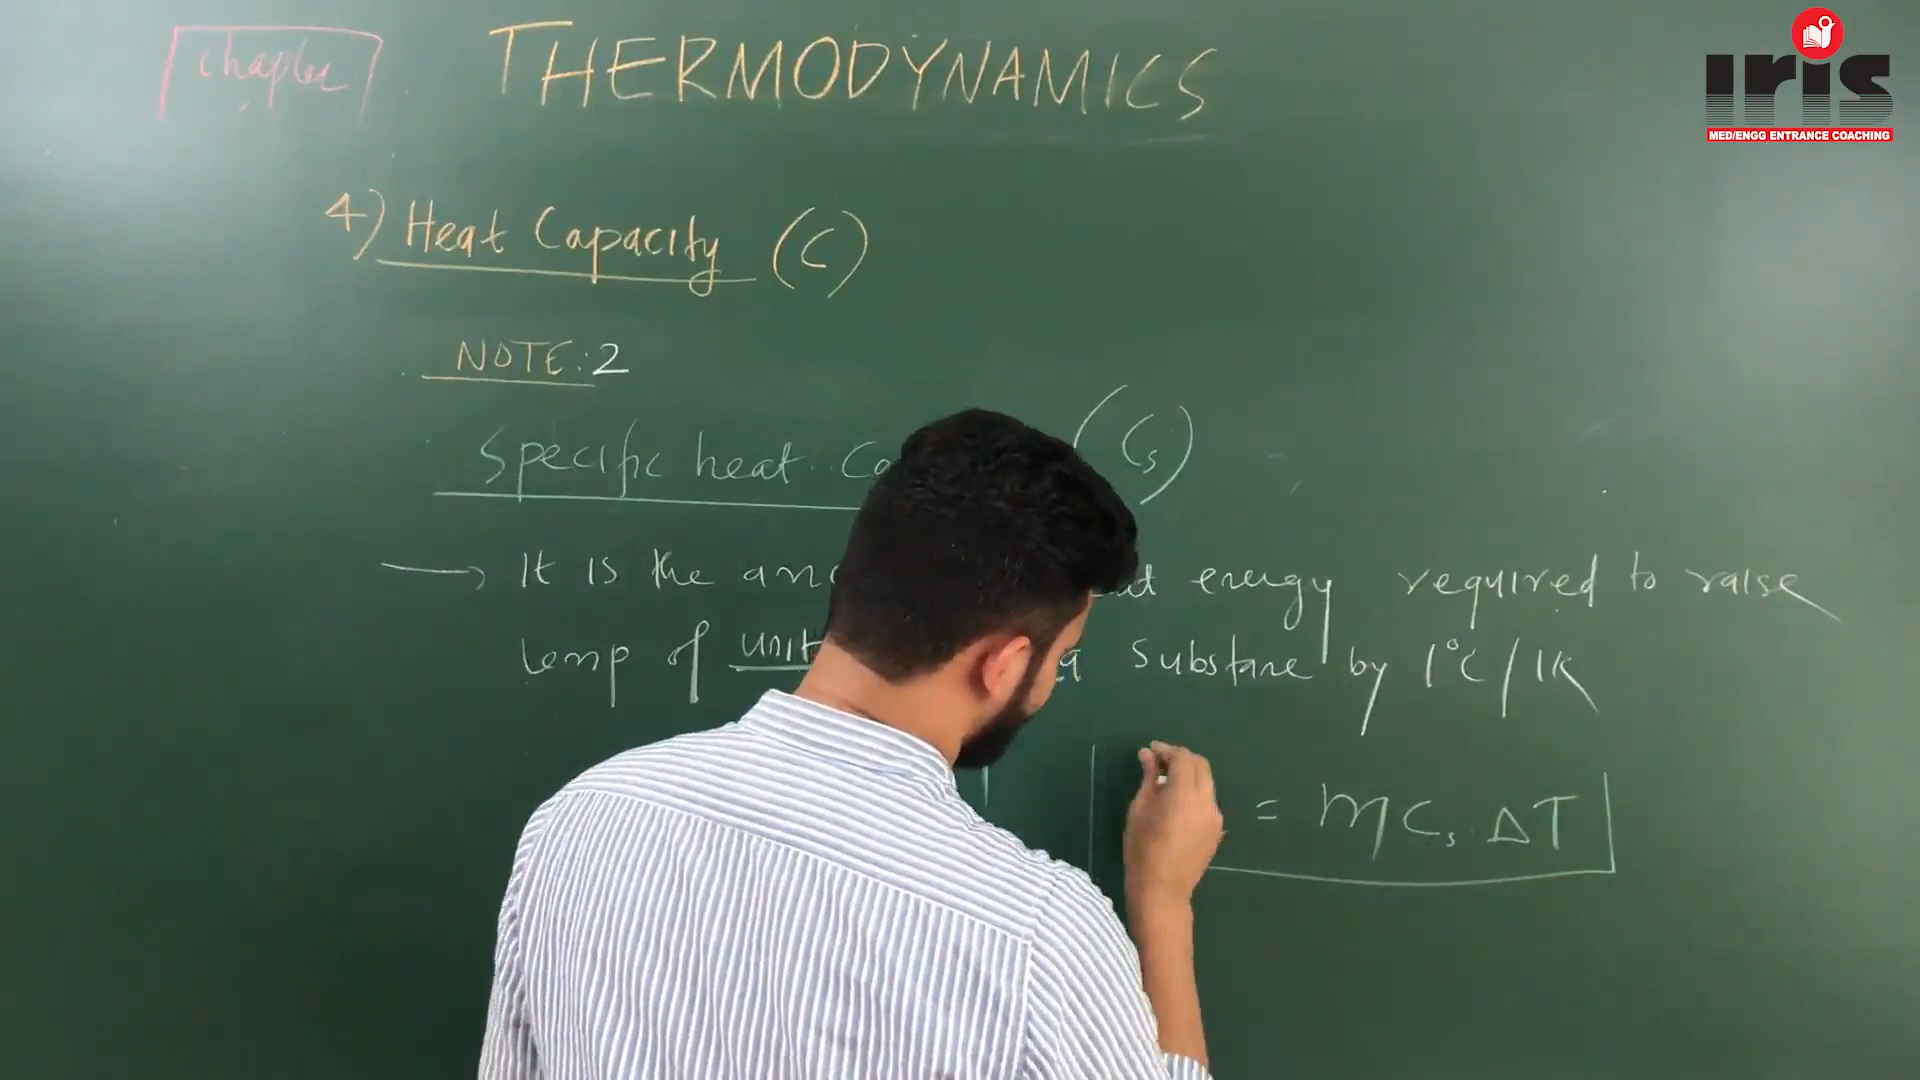 chapter THERMODYNAMICS
iris
MED/ENGG ENTRANCE COACHING
4) Heat Capacity (C)
NOTE: 2
Specific heat (Cs)
→ It is the energy required to raise
temp of unit a Substane by 1°C/1K
= mCs.ΔT